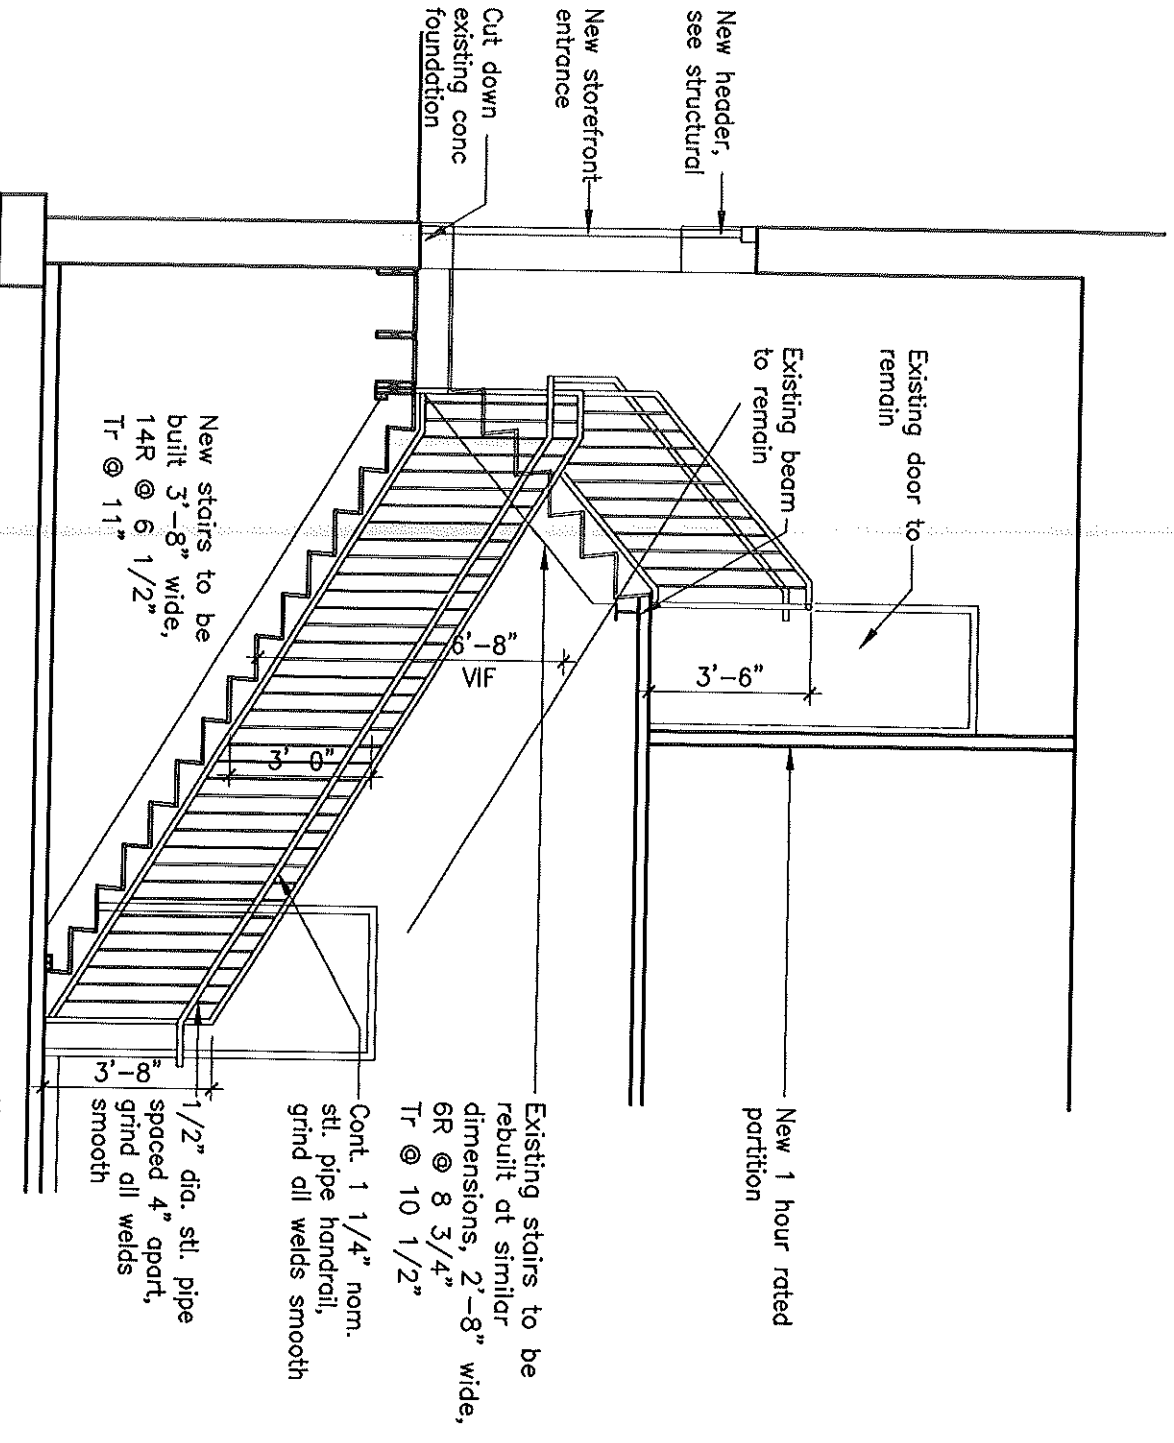 New header,
see structural
New storefront
entrance
Cut down
existing conc
foundation
Existing door to
remain
Existing beam
to remain
New stairs to be
built 3'-8" wide,
14R @ 6 1/2"
Tr @ 11"
6'-8"
VIF
3'-6"
3' 0"
3'-8"
New 1 hour rated
partition
Existing stairs to be
rebuilt at similar
dimensions, 2'-8" wide,
6R @ 8 3/4"
Tr @ 10 1/2"
Cont. 1 1/4" nom.
stl. pipe handrail,
grind all welds smooth
1/2" dia. stl. pipe
spaced 4" apart,
grind all welds
smooth